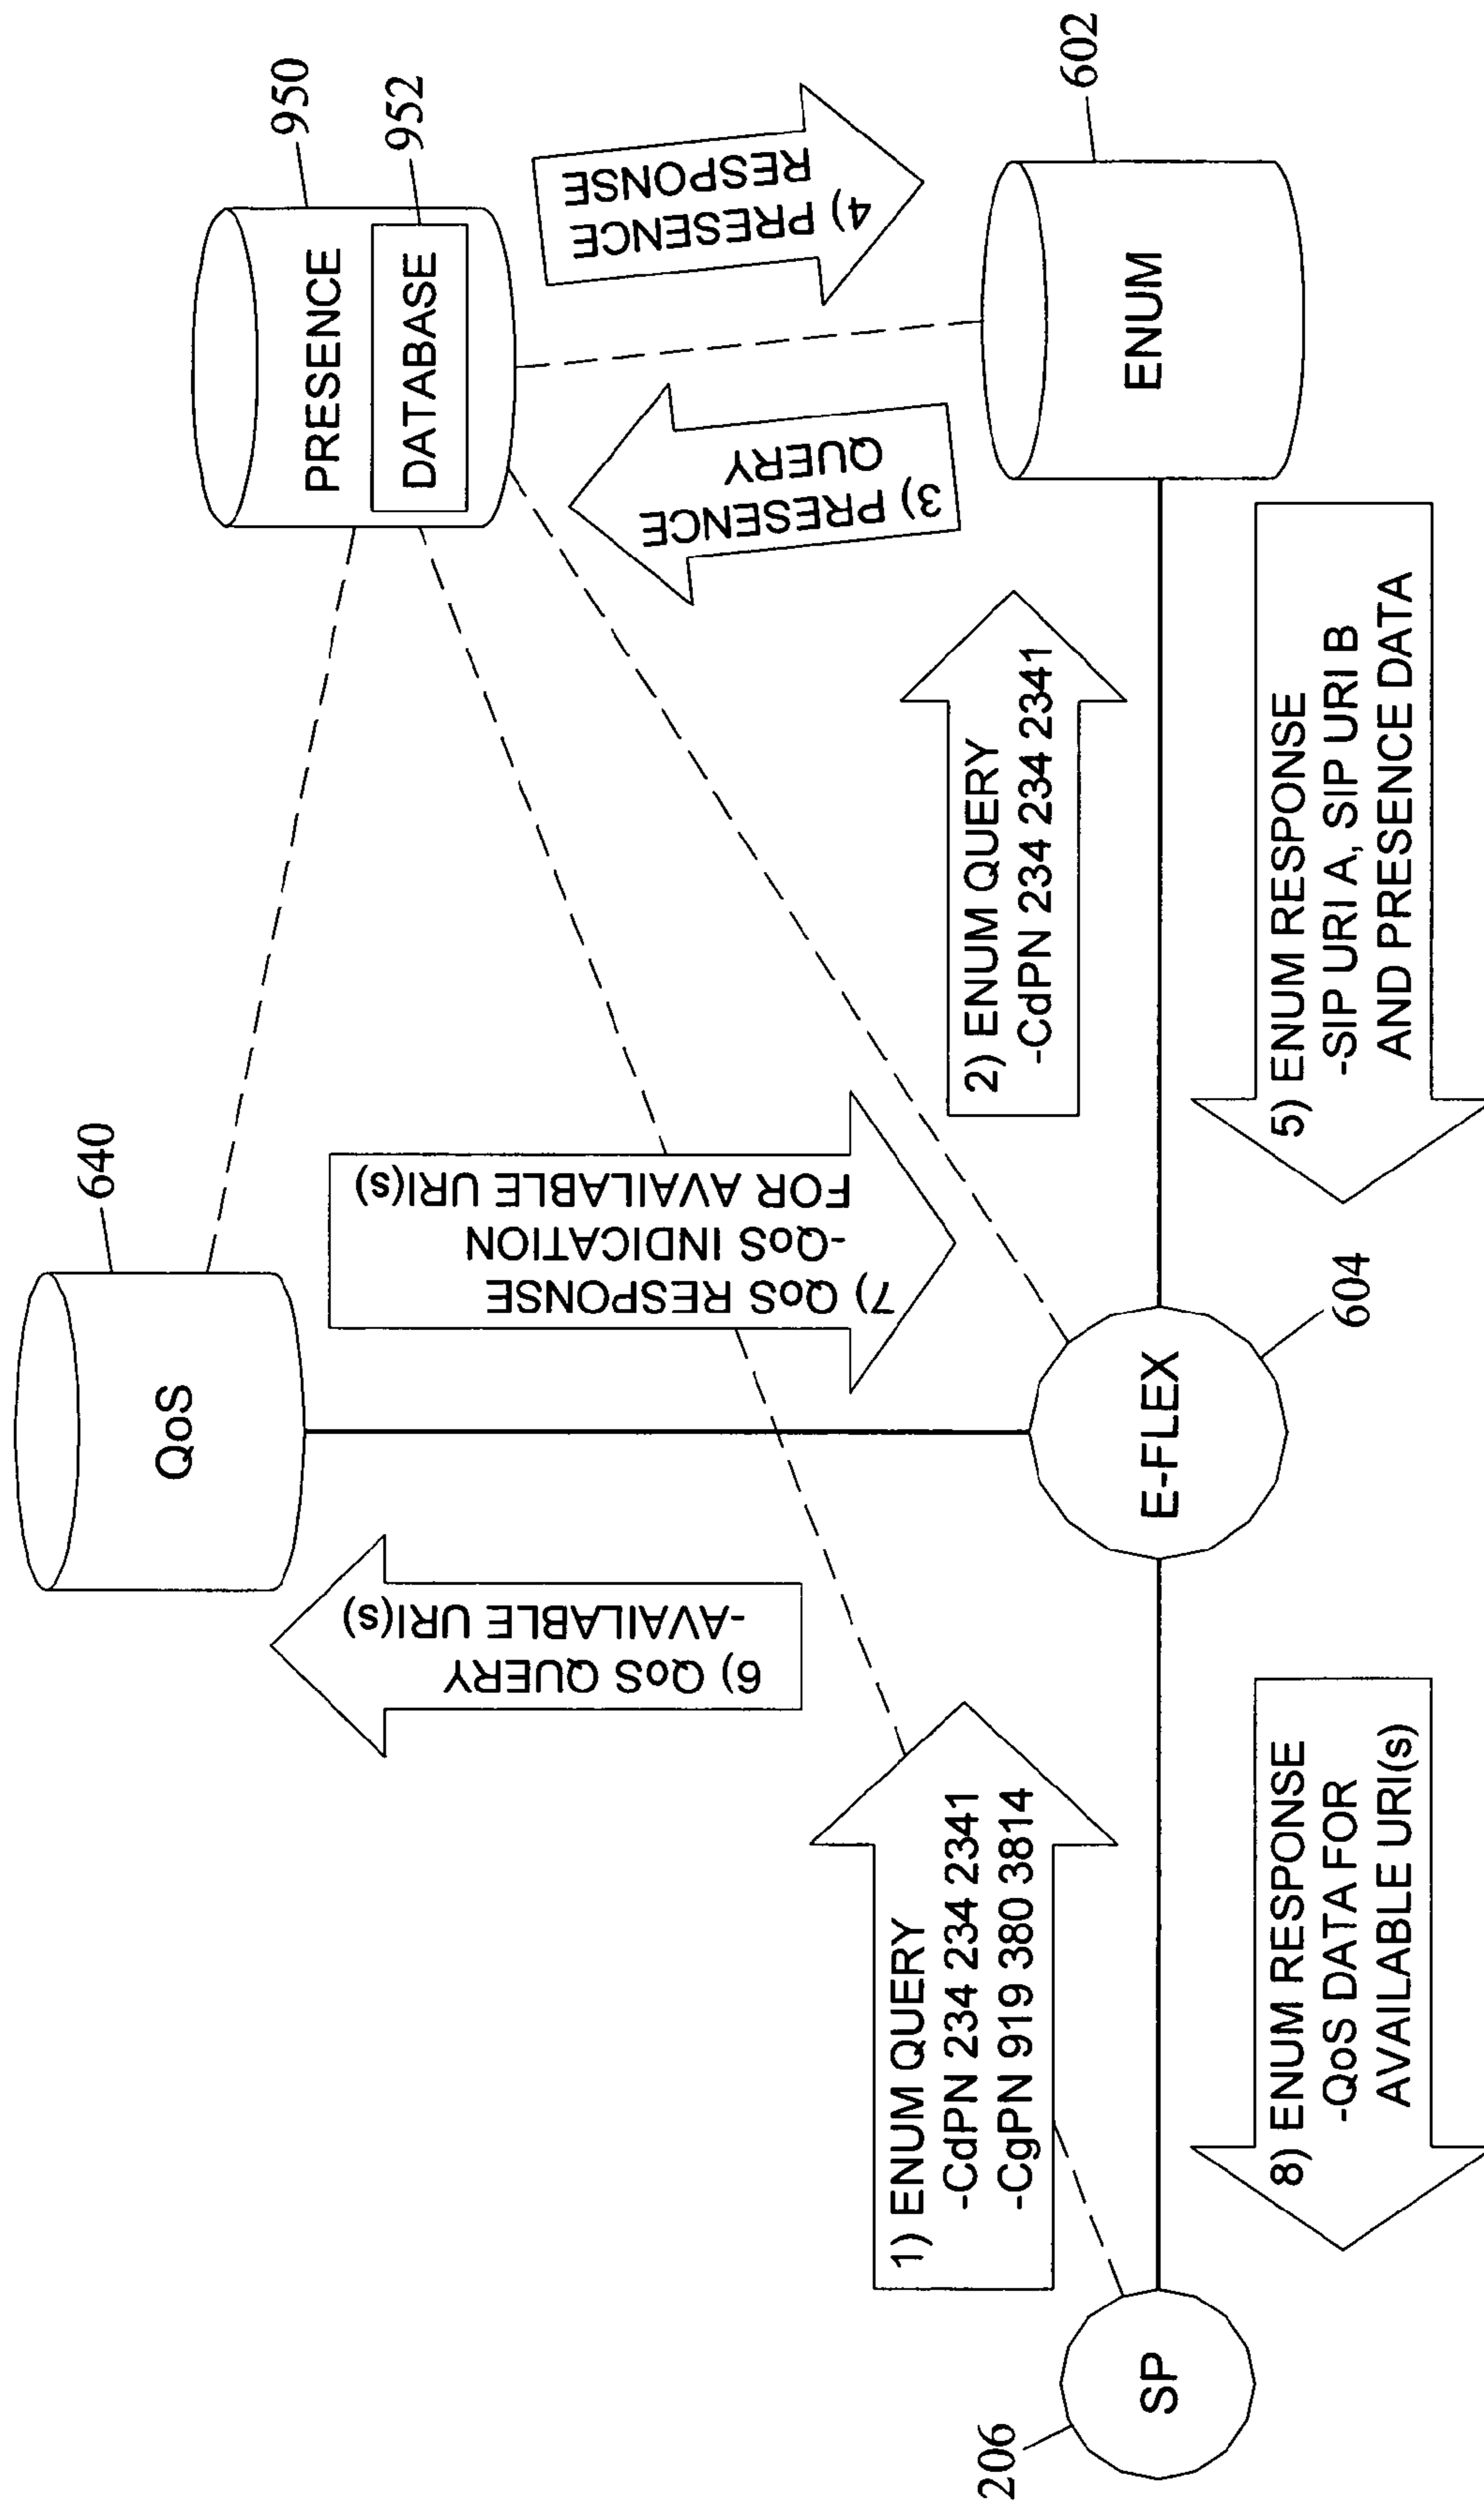 640
QoS
950
PRESENCE
952
DATABASE
6) QoS QUERY
-AVAILABLE URI(s)
7) QoS RESPONSE
-QoS INDICATION
FOR AVAILABLE URI(s)
3) PRESENCE
QUERY
4) PRESENCE
RESPONSE
1) ENUM QUERY
-CdPN 234 234 2341
-CgPN 919 380 3814
2) ENUM QUERY
-CdPN 234 234 2341
206
SP
E-FLEX
604
ENUM
602
8) ENUM RESPONSE
-QoS DATA FOR
AVAILABLE URI(s)
5) ENUM RESPONSE
-SIP URI A, SIP URI B
AND PRESENCE DATA